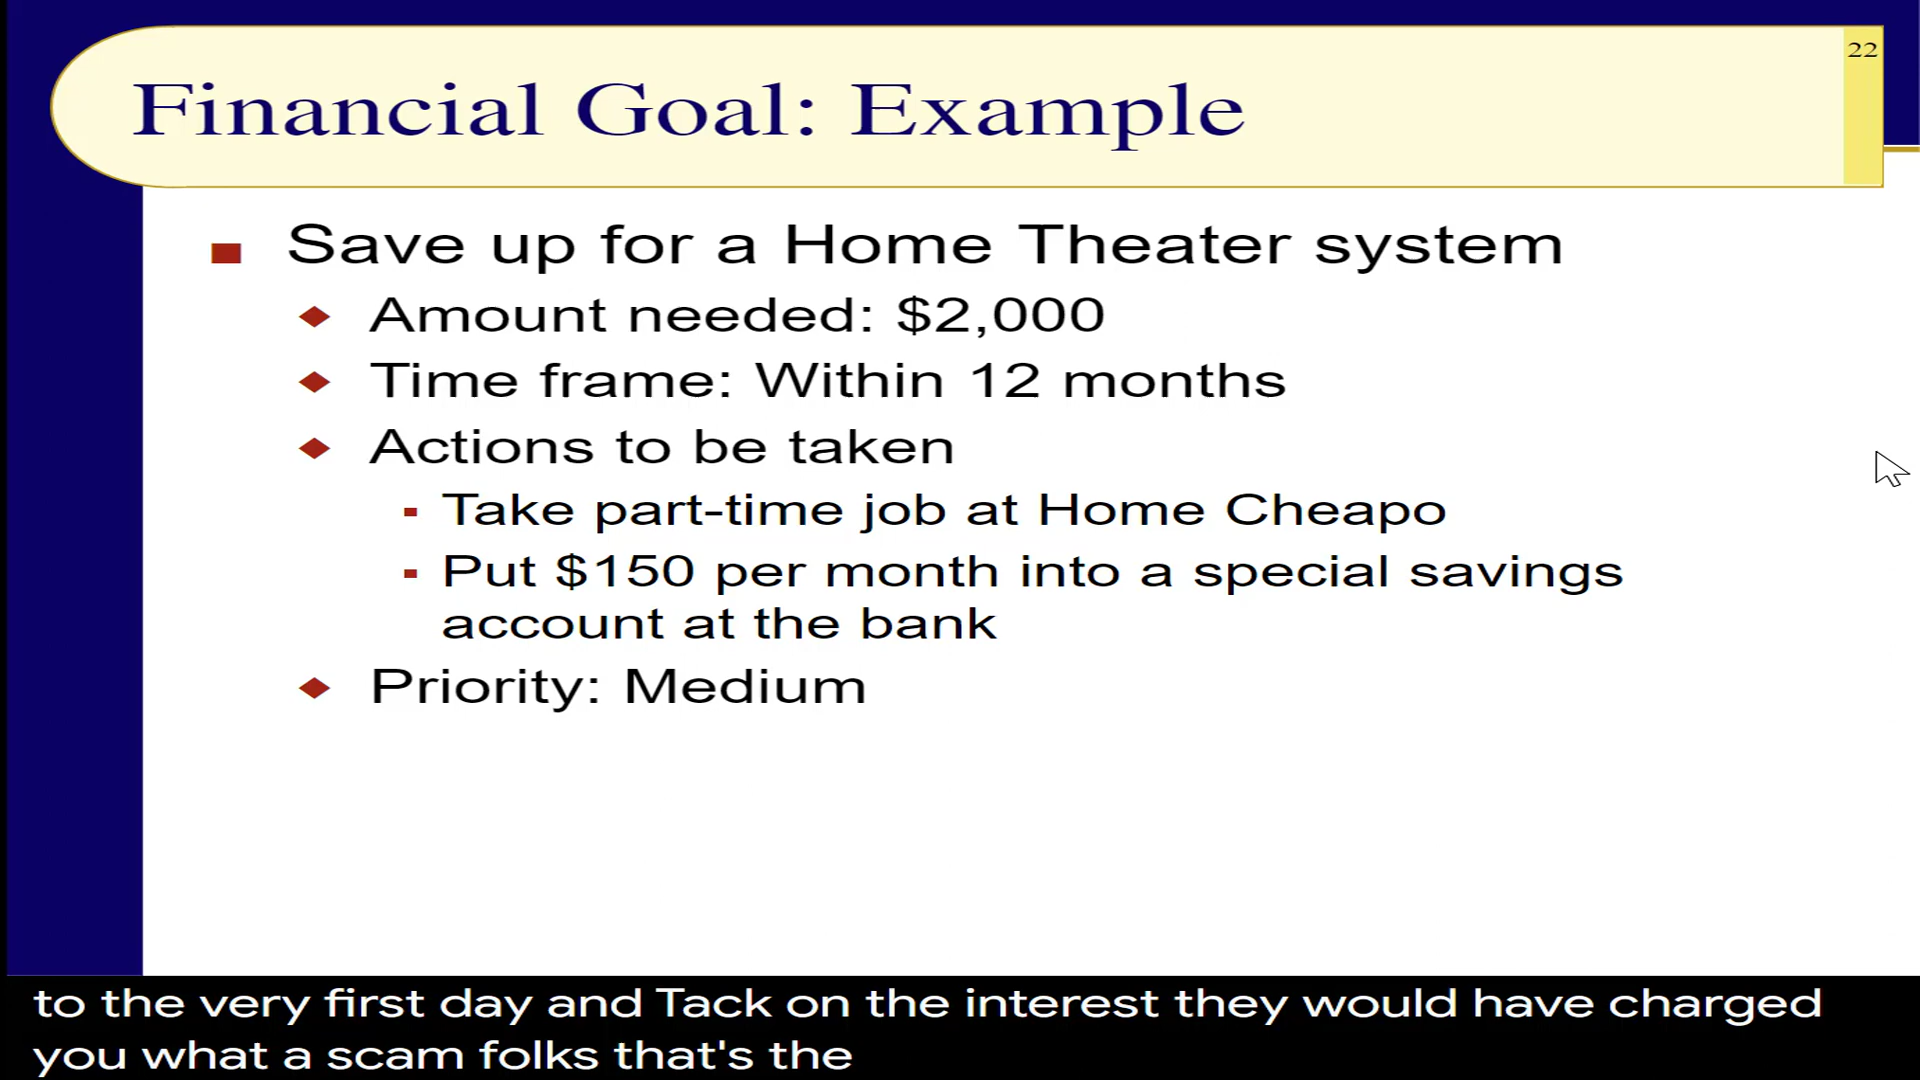 22
Financial Goal: Example
Save up for a Home Theater system
Amount needed: $2,000
Time frame: Within 12 months
Actions to be taken
Take part-time job at Home Cheapo
Put $150 per month into a special savings
account at the bank
Priority: Medium
to the very first day and Tack on the interest they would have charged
you what a scam folks that's the